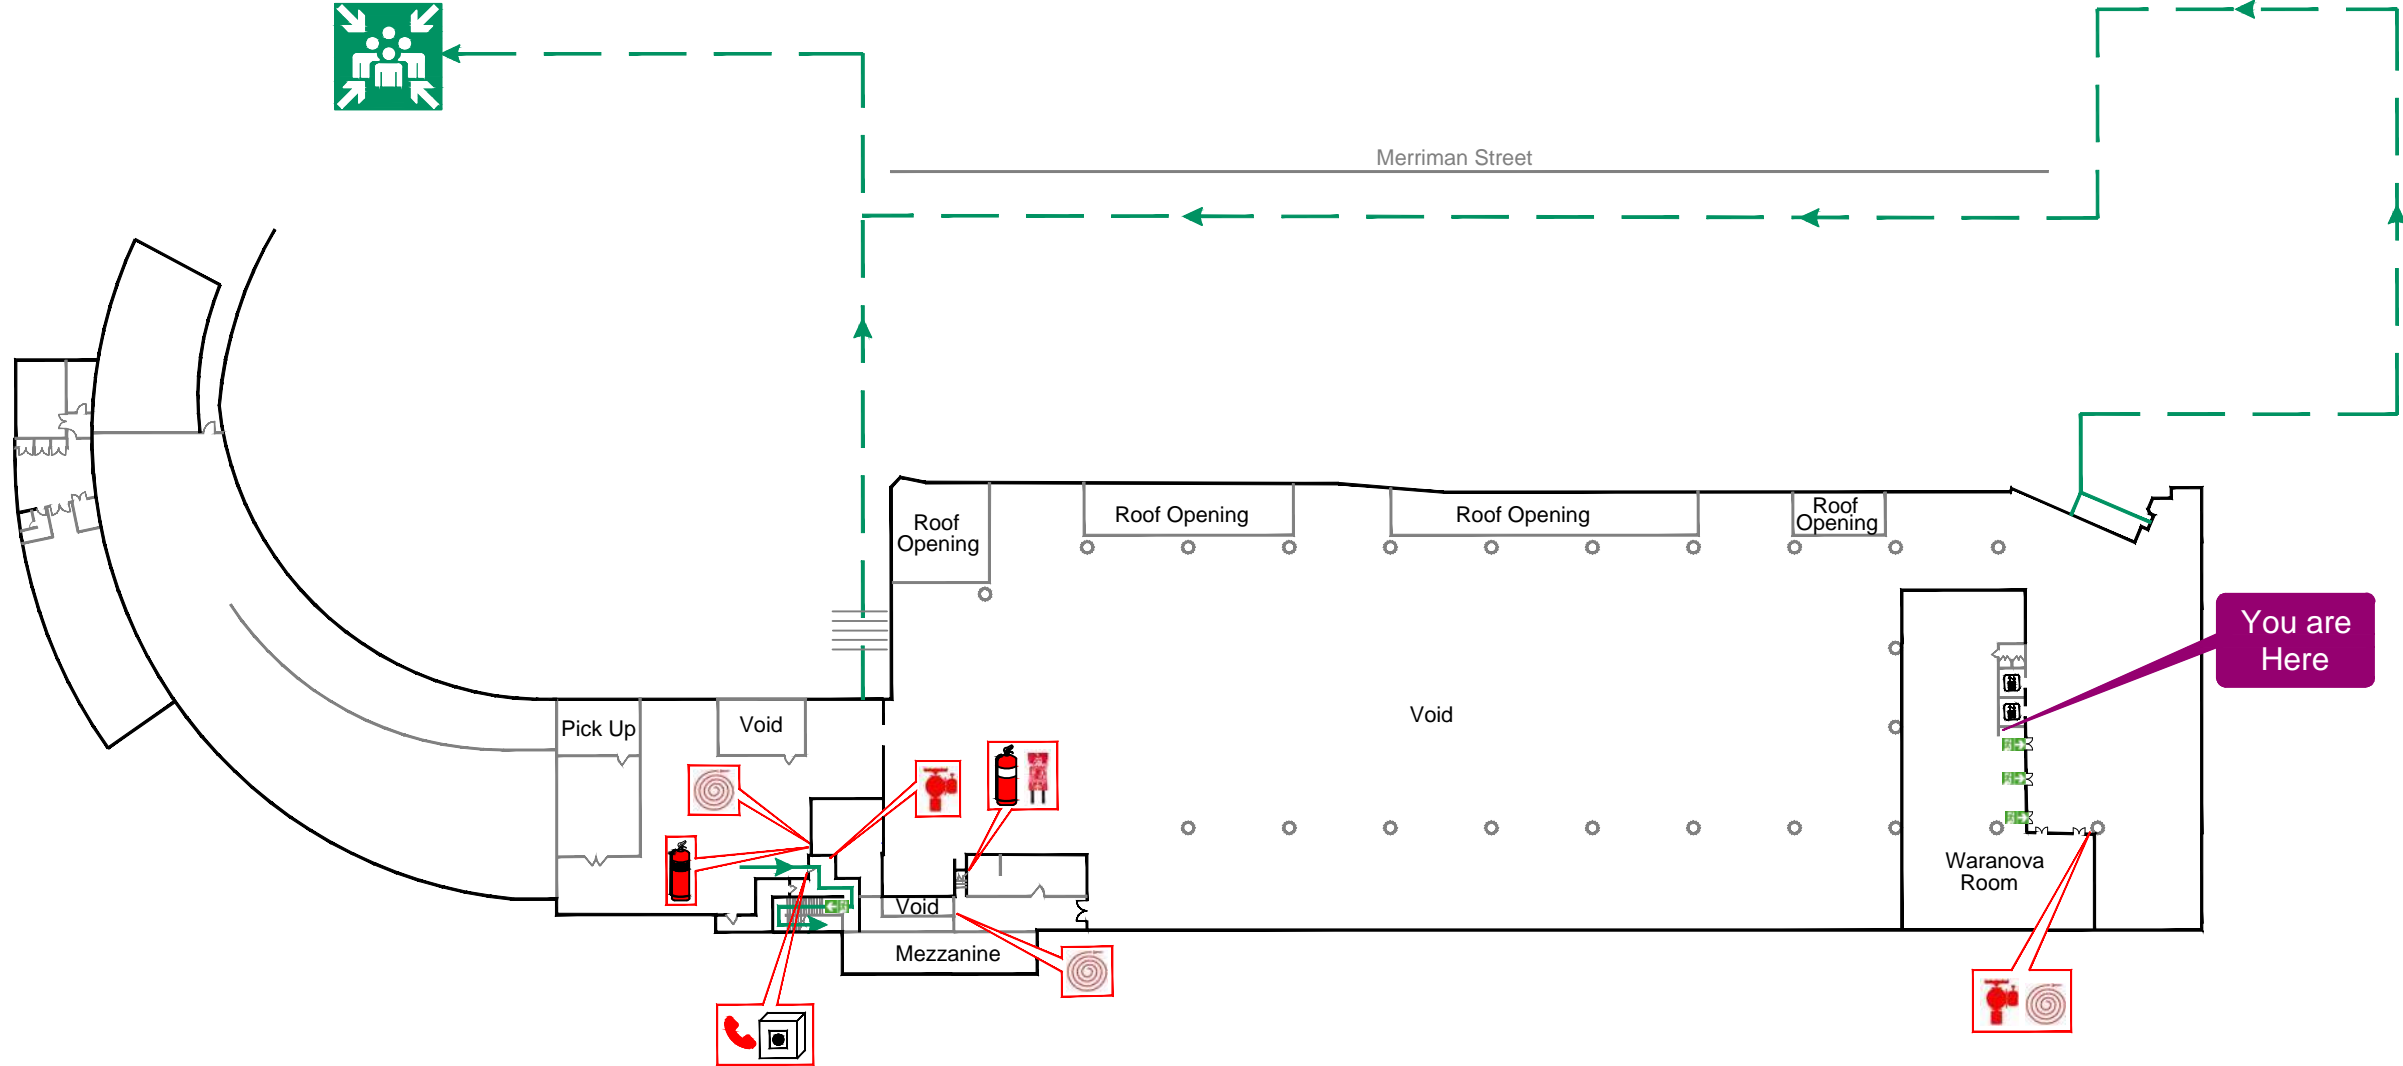 Merriman Street
Roof
Opening
Roof Opening
Roof Opening
Roof
Opening
You are
Here
Pick Up
Void
Void
Waranova
Room
Void
Mezzanine